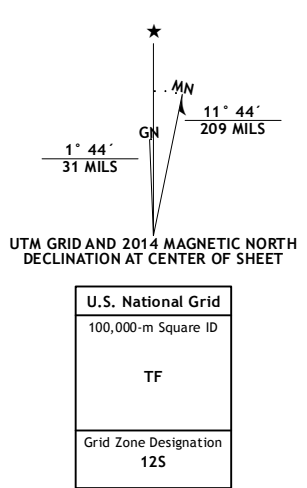 ★
MN
GN
11° 44´
209 MILS
1° 44´
31 MILS
UTM GRID AND 2014 MAGNETIC NORTH
DECLINATION AT CENTER OF SHEET
U.S. National Grid
100,000-m Square ID
TF
Grid Zone Designation
12S